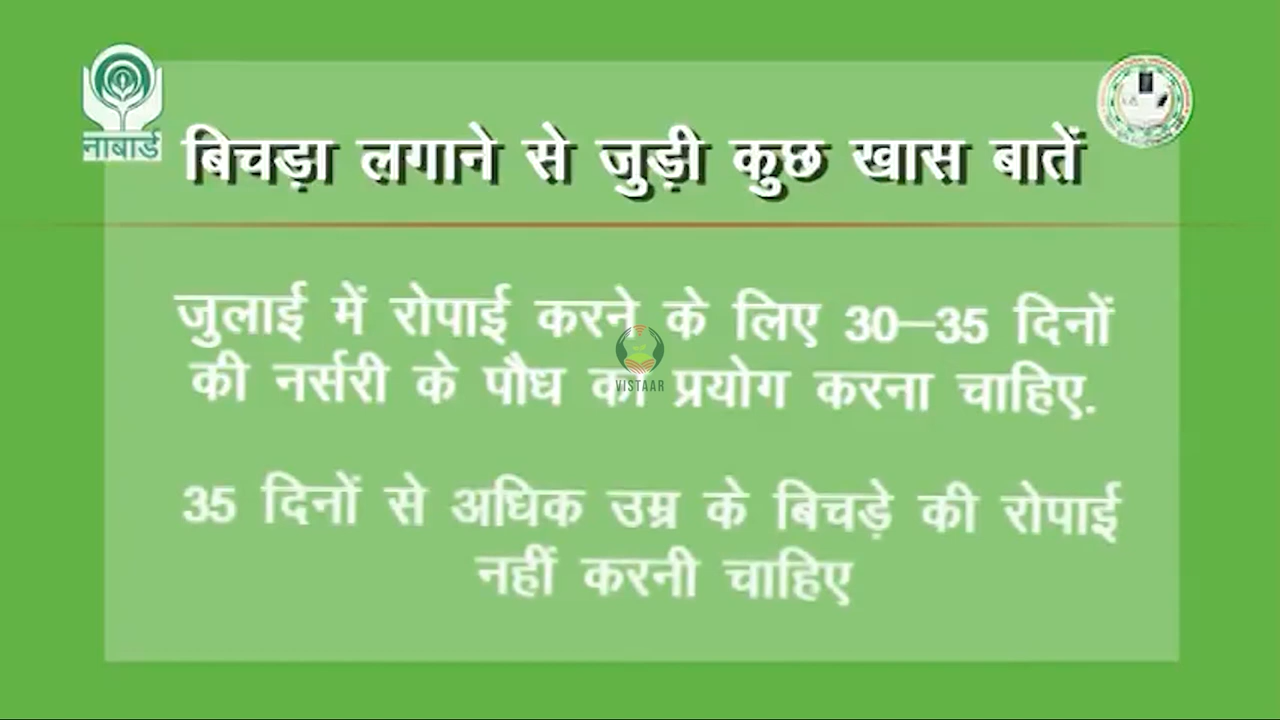 नाबार्ड
बिचड़ा लगाने से जुड़ी कुछ खास बातें
जुलाई में रोपाई करने के लिए 30–35 दिनों
की नर्सरी के पौध का प्रयोग करना चाहिए.
VISTAAR
35 दिनों से अधिक उम्र के बिचड़े की रोपाई
नहीं करनी चाहिए